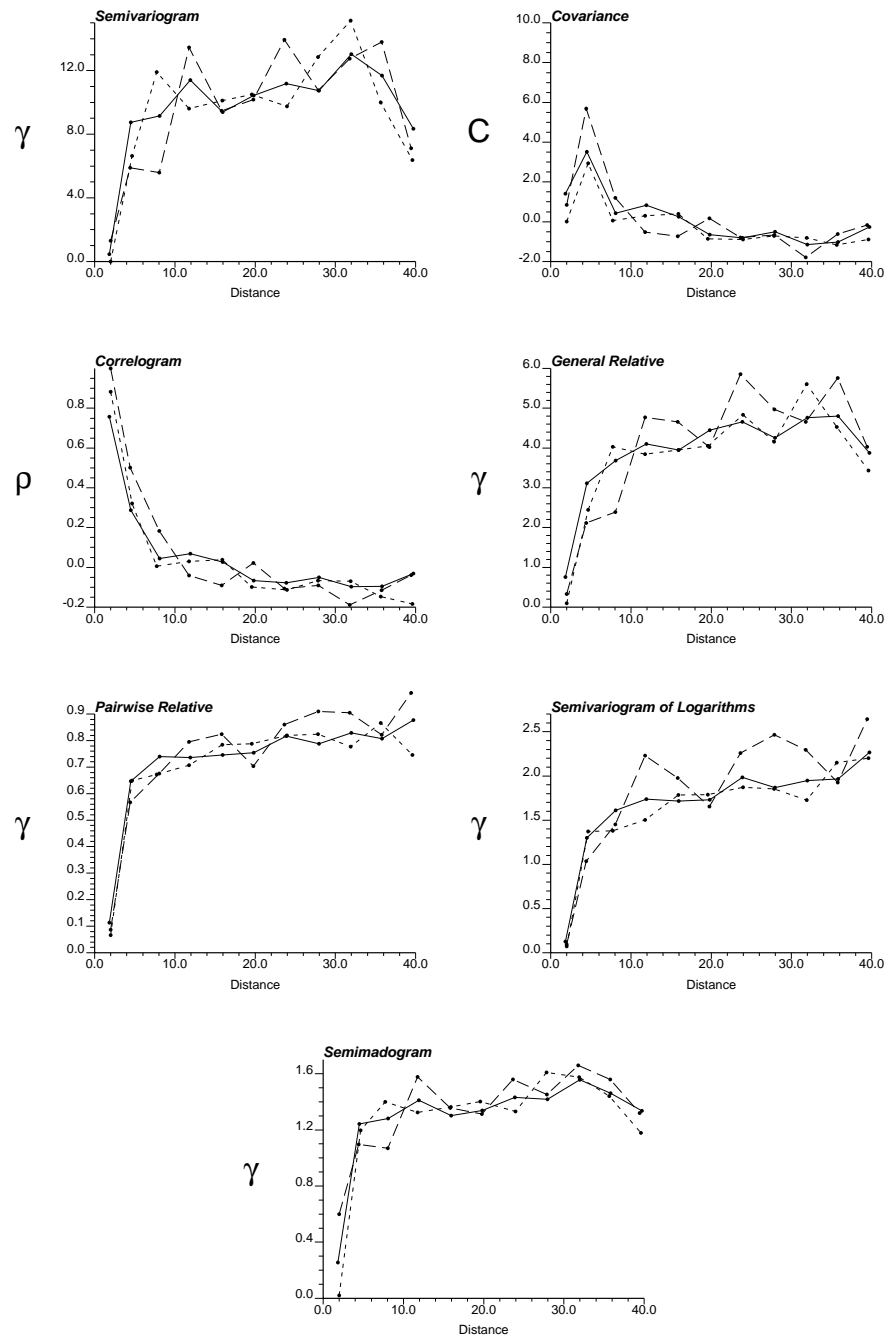 Semivariogram
γ
12.0
8.0
4.0
0.0
0.0 10.0 20.0 30.0 40.0
Distance
Covariance
C
10.0
8.0
6.0
4.0
2.0
0.0
-2.0
0.0 10.0 20.0 30.0 40.0
Distance
Correlogram
ρ
0.8
0.6
0.4
0.2
0.0
-0.2
0.0 10.0 20.0 30.0 40.0
Distance
General Relative
γ
6.0
5.0
4.0
3.0
2.0
1.0
0.0
0.0 10.0 20.0 30.0 40.0
Distance
Pairwise Relative
γ
0.9
0.8
0.7
0.6
0.5
0.4
0.3
0.2
0.1
0.0
0.0 10.0 20.0 30.0 40.0
Distance
Semivariogram of Logarithms
γ
2.5
2.0
1.5
1.0
0.5
0.0
0.0 10.0 20.0 30.0 40.0
Distance
Semimadogram
γ
1.6
1.2
0.8
0.4
0.0
0.0 10.0 20.0 30.0 40.0
Distance